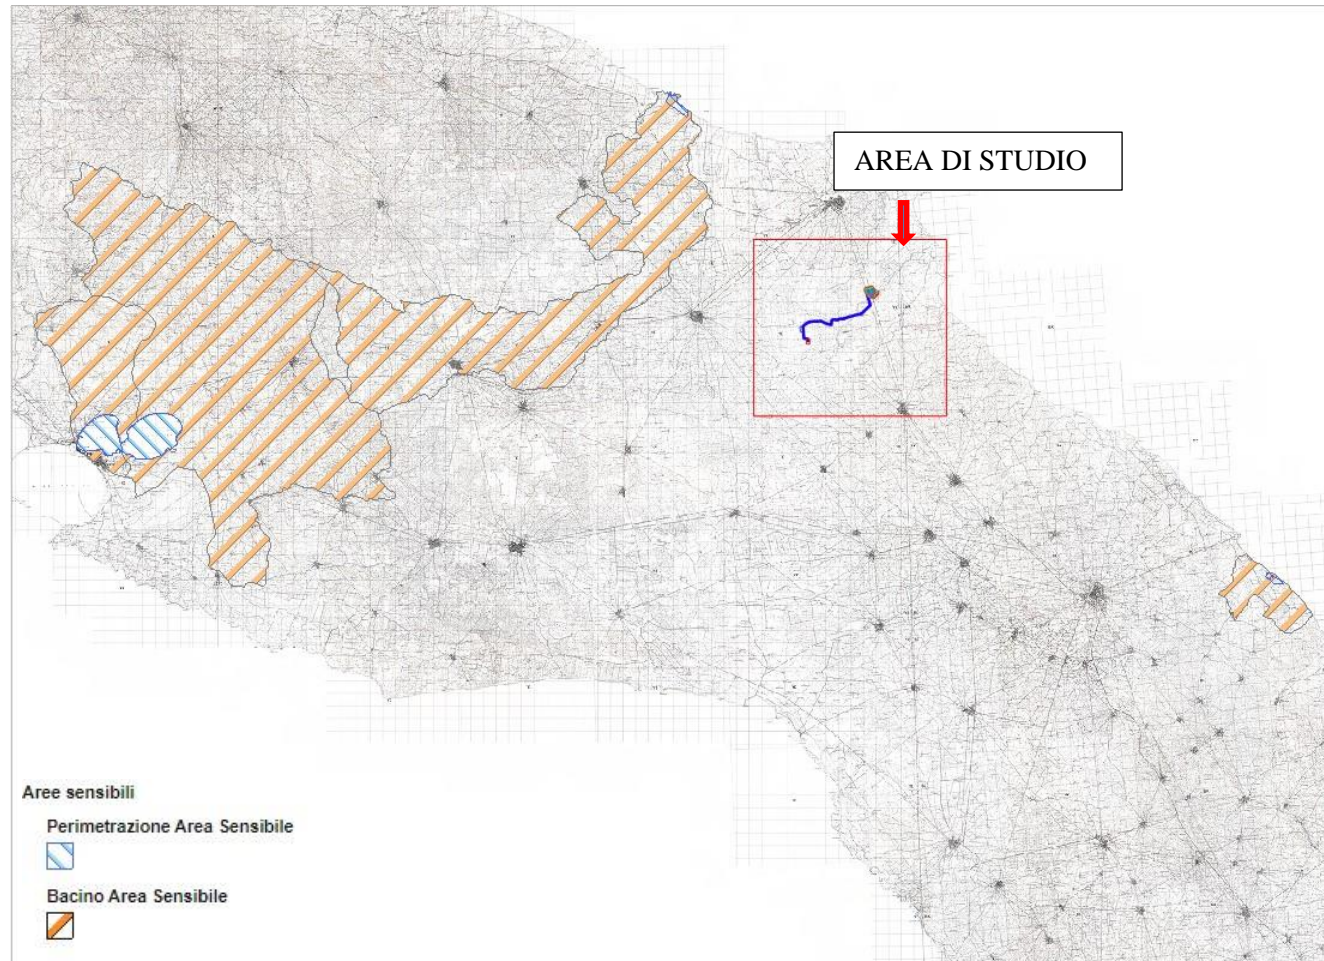 AREA DI STUDIO
Aree sensibili
Perimetrazione Area Sensibile
Bacino Area Sensibile